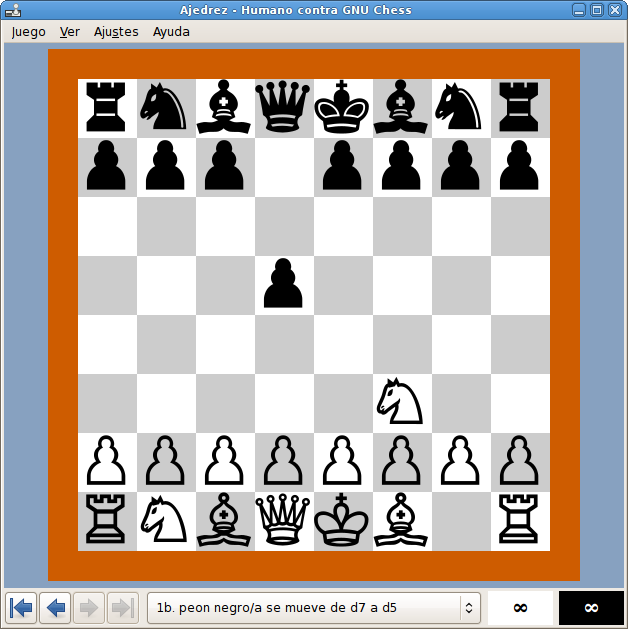 Ajedrez - Humano contra GNU Chess
Juego Ver Ajustes Ayuda
1b. peon negro/a se mueve de d7 a d5
∞ ∞